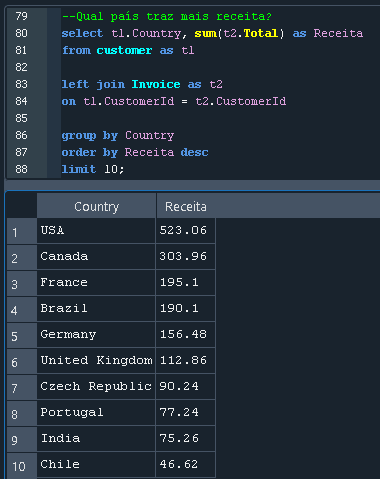 79 --Qual país traz mais receita?
80 select t1.Country, sum(t2.Total) as Receita
81 from customer as t1
82
83 left join Invoice as t2
84 on t1.CustomerId = t2.CustomerId
85
86 group by Country
87 order by Receita desc
88 limit 10;
Country Receita
1 USA 523.06
2 Canada 303.96
3 France 195.1
4 Brazil 190.1
5 Germany 156.48
6 United Kingdom 112.86
7 Czech Republic 90.24
8 Portugal 77.24
9 India 75.26
10 Chile 46.62